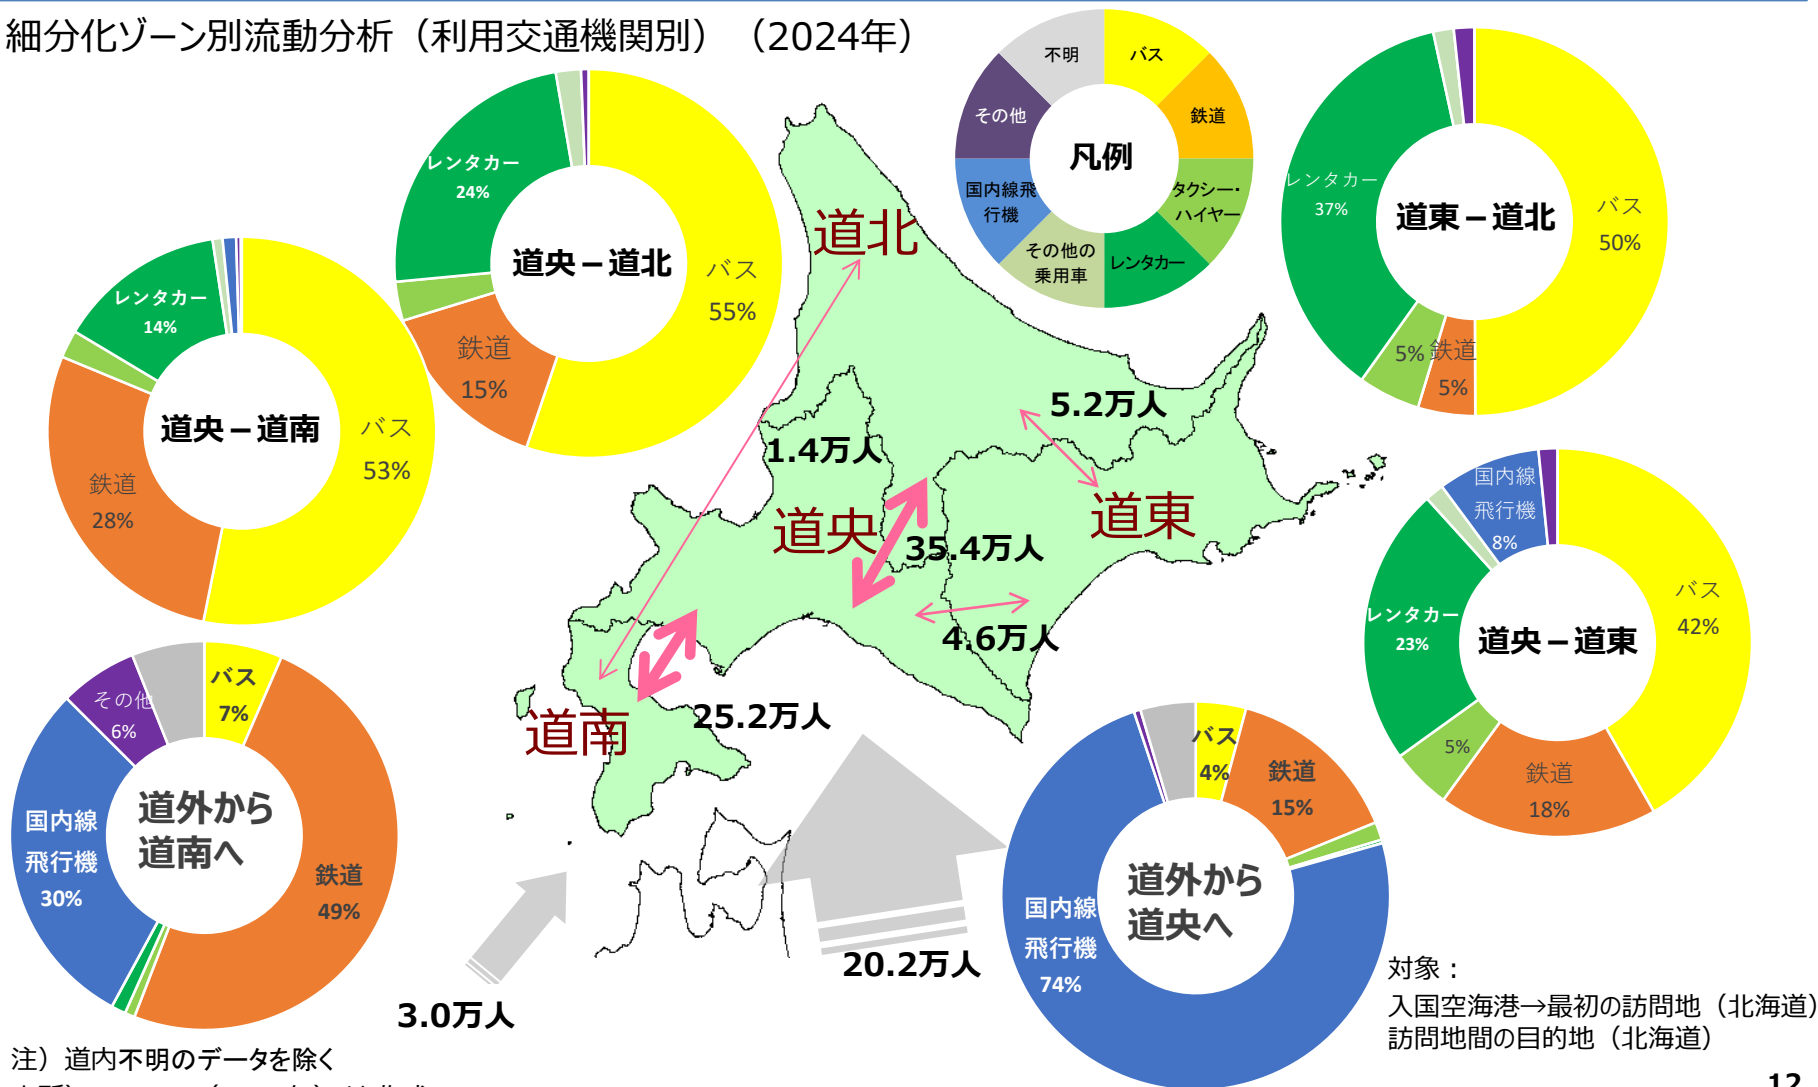 細分化ゾーン別流動分析（利用交通機関別）（2024年）
不明
バス
鉄道
タクシー・
ハイヤー
レンタカー
その他の
乗用車
国内線飛
行機
その他
凡例
レンタカー
24%
道央－道北
バス
55%
鉄道
15%
レンタカー
37%
道東－道北
バス
50%
5%
鉄道
5%
レンタカー
14%
道央－道南
バス
53%
鉄道
28%
道北
5.2万人
1.4万人
道央
道東
35.4万人
4.6万人
25.2万人
道南
国内線
飛行機
8%
バス
42%
レンタカー
23%
道央－道東
5%
鉄道
18%
その他
6%
バス
7%
国内線
飛行機
30%
道外から
道南へ
鉄道
49%
バス
4%
鉄道
15%
道外から
道央へ
国内線
飛行機
74%
20.2万人
3.0万人
対象：
入国空海港→最初の訪問地（北海道）
訪問地間の目的地（北海道）
注）道内不明のデータを除く
12